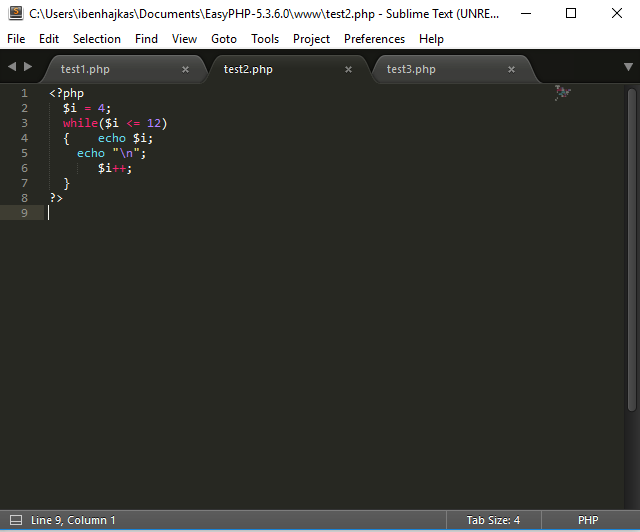 C:\Users\ibenhajkas\Documents\EasyPHP-5.3.6.0\www\test2.php - Sublime Text (UNRE...
File Edit Selection Find View Goto Tools Project Preferences Help
test1.php test2.php test3.php
1 <?php
2 $i = 4;
3 while($i <= 12)
4 { echo $i;
5 echo "\n";
6 $i++;
7 }
8 ?>
9
Line 9, Column 1 Tab Size: 4 PHP